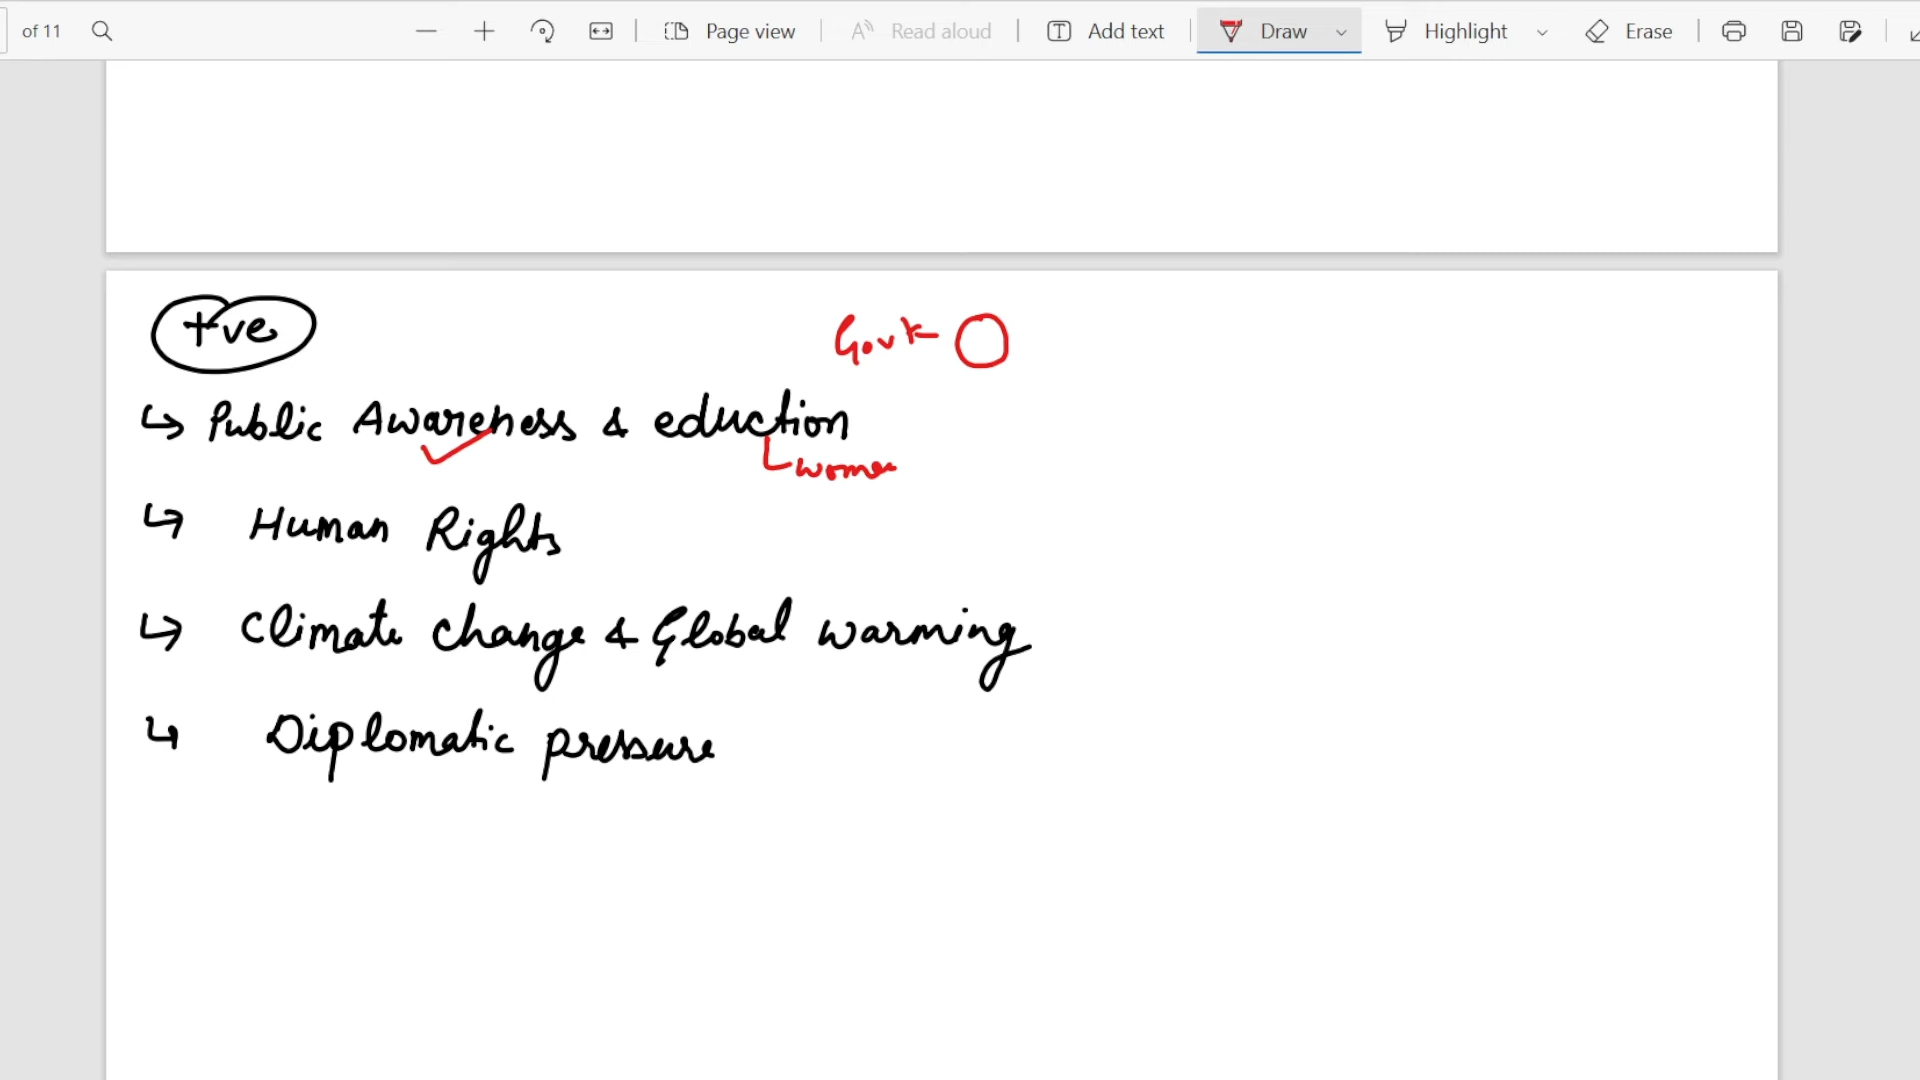 of 11 Page view Read aloud Add text Draw Highlight Erase
+ve
Govt
↳ Public Awareness & eduction
women
↳ Human Rights
↳ Climate change & Global warming
↳ Diplomatic pressure